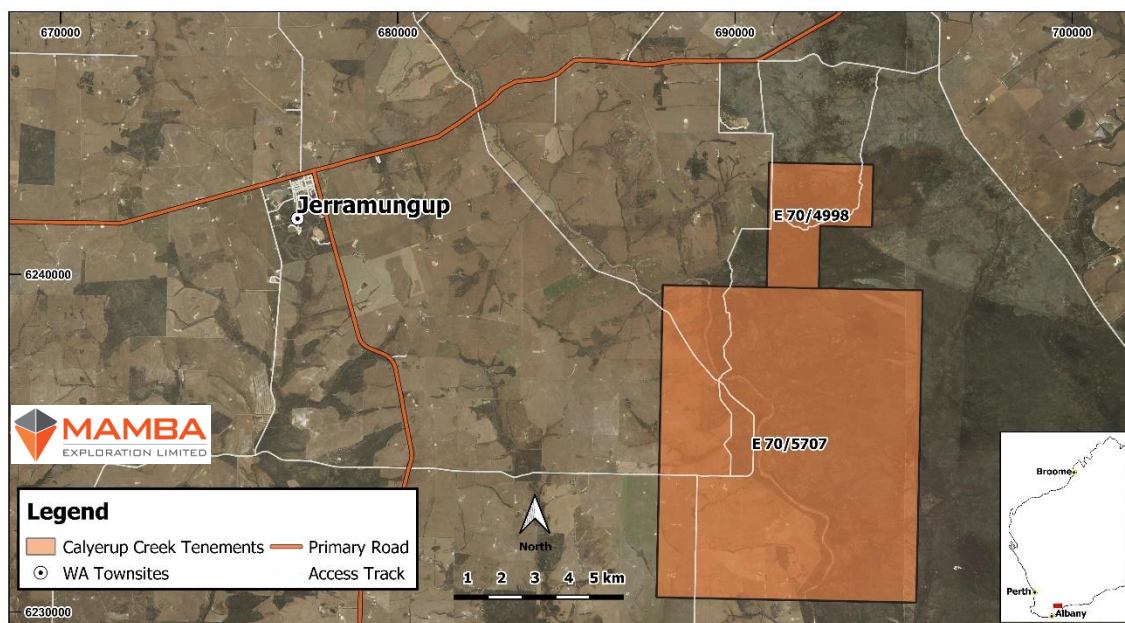 670000
680000
690000
700000
Jerramungup
E 70/4998
6240000
MAMBA
EXPLORATION LIMITED
E 70/5707
Legend
Calyerup Creek Tenements
Primary Road
WA Townsites
Access Track
North
1 2 3 4 5 km
Broome
Perth
Albany
6230000